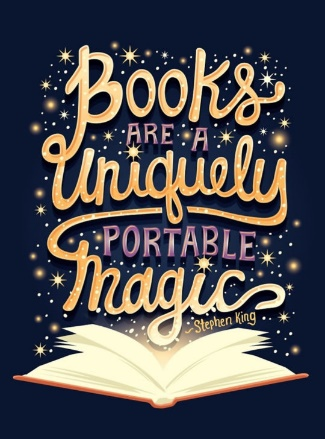 Books
ARE A
Uniquely
PORTABLE
Magic
~Stephen King